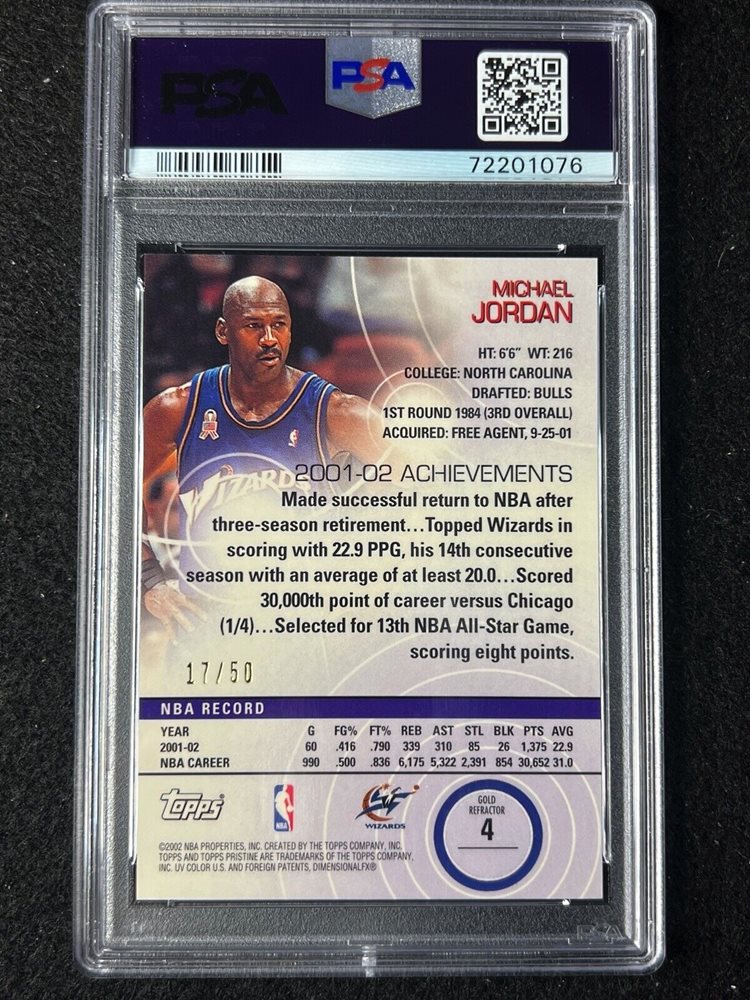 PSA
PSA
72201076
MICHAEL
JORDAN
HT: 6'6" WT: 216
COLLEGE: NORTH CAROLINA
DRAFTED: BULLS
1ST ROUND 1984 (3RD OVERALL)
ACQUIRED: FREE AGENT, 9-25-01
WIZARDS
2001-02 ACHIEVEMENTS
Made successful return to NBA after
three-season retirement...Topped Wizards in
scoring with 22.9 PPG, his 14th consecutive
season with an average of at least 20.0...Scored
30,000th point of career versus Chicago
(1/4)...Selected for 13th NBA All-Star Game,
scoring eight points.
17/50
NBA RECORD
YEAR G FG% FT% REB AST STL BLK PTS AVG
2001-02 60 .416 .790 339 310 85 26 1,375 22.9
NBA CAREER 990 .500 .836 6,175 5,322 2,391 854 30,652 31.0
Topps
NBA
WIZARDS
GOLD
REFRACTOR
4
©2002 NBA PROPERTIES, INC. CREATED BY THE TOPPS COMPANY, INC.
TOPPS AND TOPPS PRISTINE ARE TRADEMARKS OF THE TOPPS COMPANY,
INC. UV COLOR U.S. AND FOREIGN PATENTS, DIMENSIONALFX®
PSA